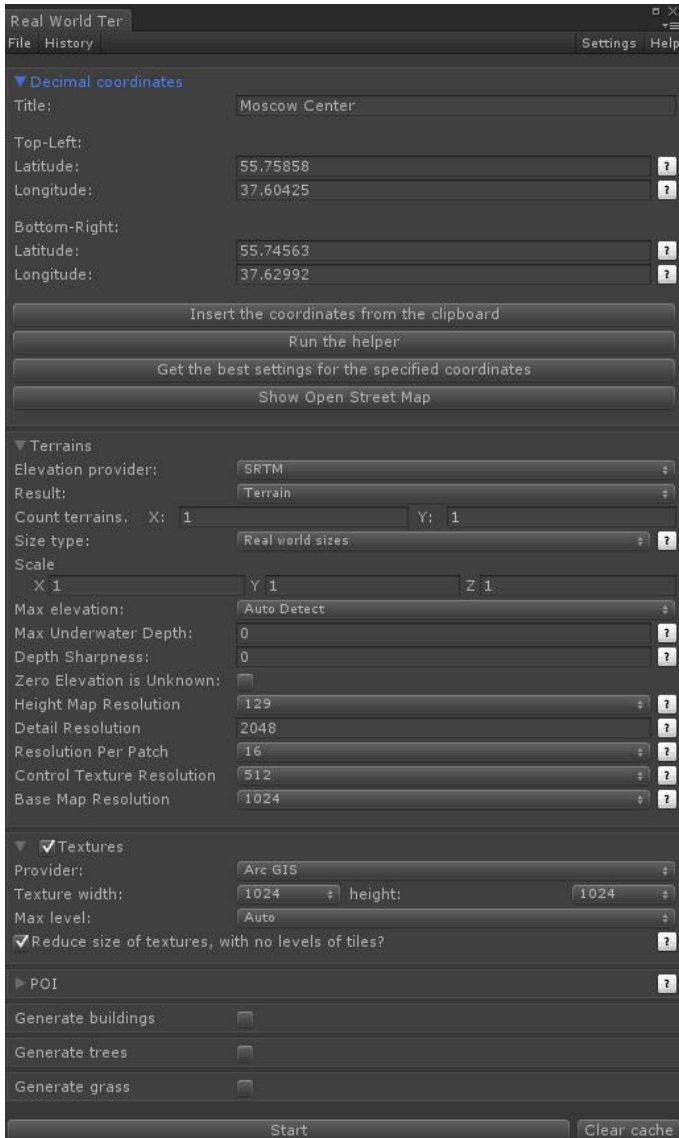 Real World Ter
File History Settings Help
Decimal coordinates
Title: Moscow Center
Top-Left:
Latitude: 55.75858 ?
Longitude: 37.60425 ?
Bottom-Right:
Latitude: 55.74563 ?
Longitude: 37.62992 ?
Insert the coordinates from the clipboard
Run the helper
Get the best settings for the specified coordinates
Show Open Street Map
Terrains
Elevation provider: SRTM
Result: Terrain
Count terrains. X: 1 Y: 1
Size type: Real world sizes ?
Scale
X 1 Y 1 Z 1
Max elevation: Auto Detect
Max Underwater Depth: 0 ?
Depth Sharpness: 0 ?
Zero Elevation is Unknown:
Height Map Resolution 129 ?
Detail Resolution 2048 ?
Resolution Per Patch 16 ?
Control Texture Resolution 512 ?
Base Map Resolution 1024 ?
Textures
Provider: Arc GIS
Texture width: 1024 height: 1024
Max level: Auto
Reduce size of textures, with no levels of tiles? ?
POI ?
Generate buildings
Generate trees
Generate grass
Start Clear cache